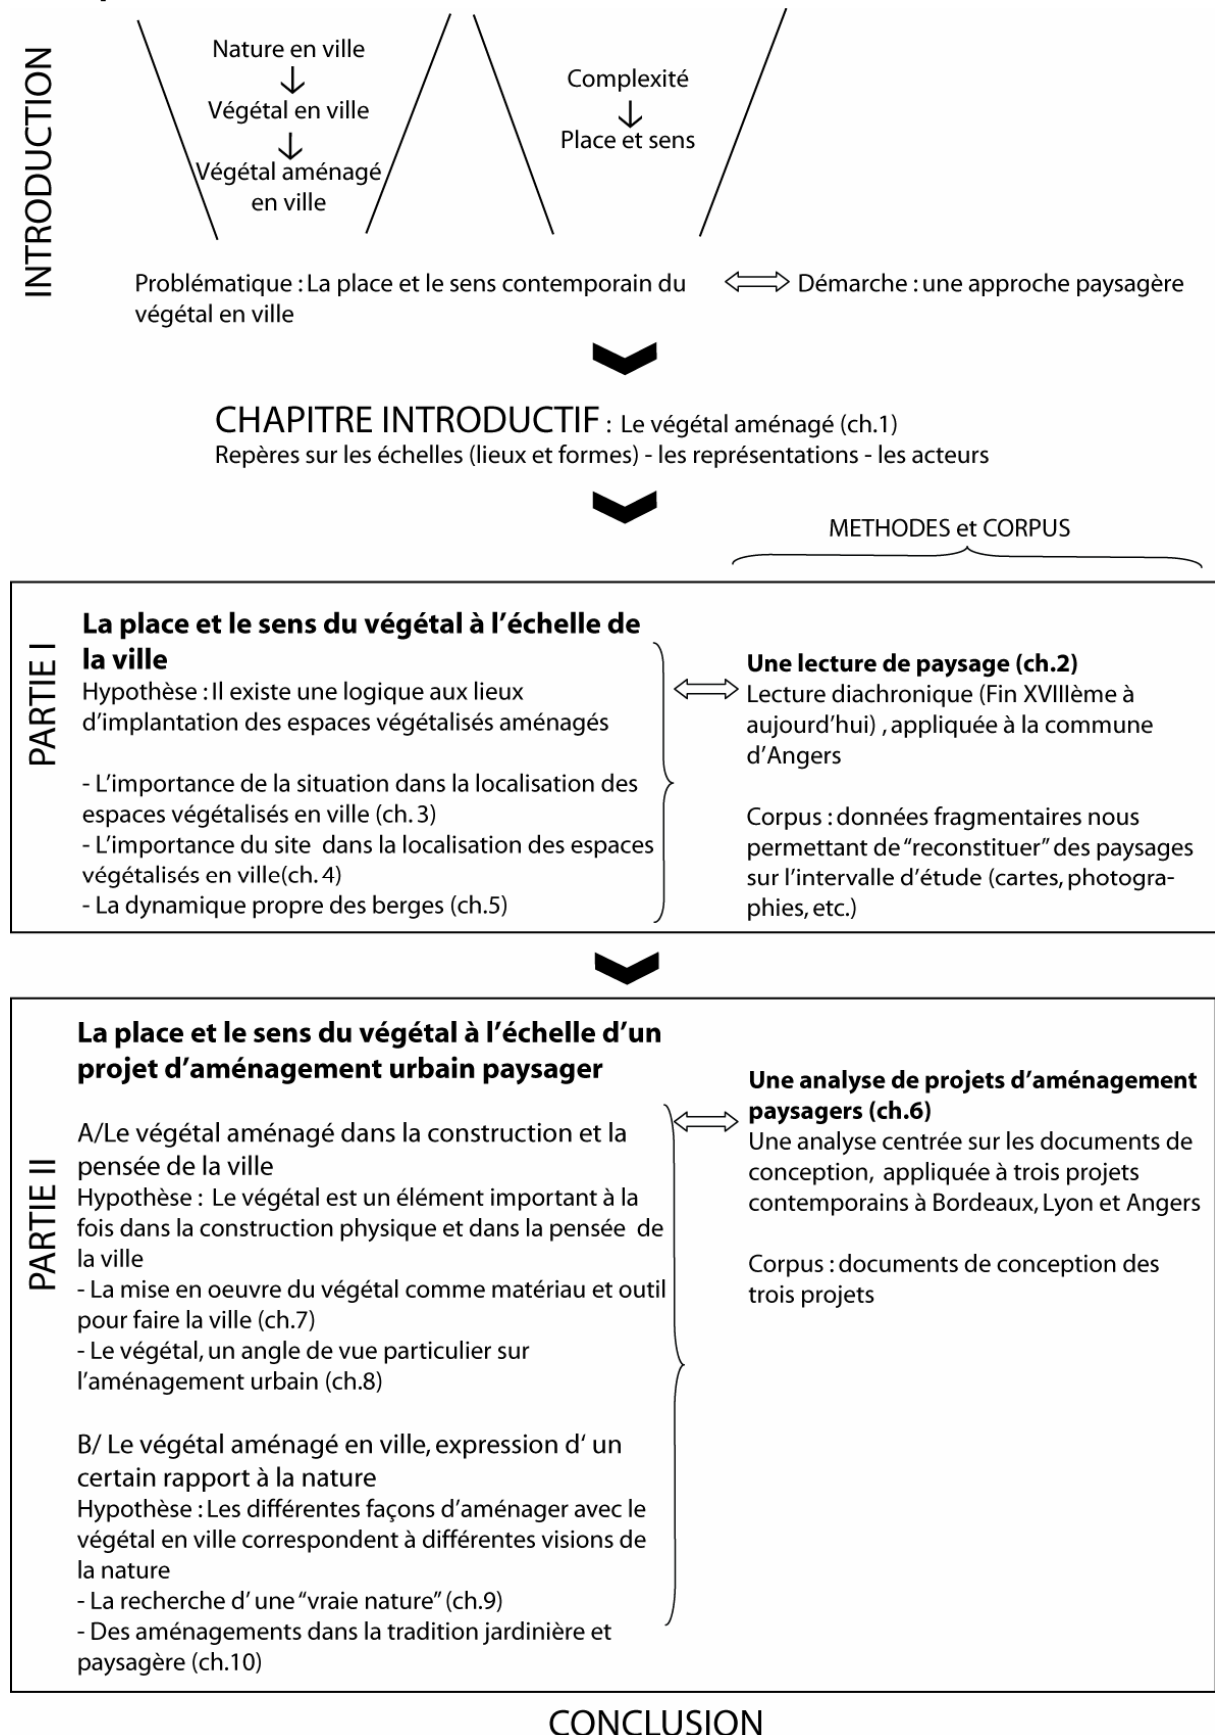 INTRODUCTION
Nature en ville
Végétal en ville
Végétal aménagé
en ville
Complexité
Place et sens
Problématique : La place et le sens contemporain du
végétal en ville
Démarche : une approche paysagère
CHAPITRE INTRODUCTIF : Le végétal aménagé (ch.1)
Repères sur les échelles (lieux et formes) - les représentations - les acteurs
METHODES et CORPUS
PARTIE I
La place et le sens du végétal à l'échelle de
la ville
Hypothèse : Il existe une logique aux lieux
d'implantation des espaces végétalisés aménagés
- L'importance de la situation dans la localisation des
espaces végétalisés en ville (ch. 3)
- L'importance du site dans la localisation des espaces
végétalisés en ville(ch. 4)
- La dynamique propre des berges (ch.5)
Une lecture de paysage (ch.2)
Lecture diachronique (Fin XVIIIème à
aujourd'hui) , appliquée à la commune
d'Angers
Corpus : données fragmentaires nous
permettant de "reconstituer" des paysages
sur l'intervalle d'étude (cartes, photogra-
phies, etc.)
PARTIE II
La place et le sens du végétal à l'échelle d'un
projet d'aménagement urbain paysager
A/Le végétal aménagé dans la construction et la
pensée de la ville
Hypothèse : Le végétal est un élément important à la
fois dans la construction physique et dans la pensée de
la ville
- La mise en oeuvre du végétal comme matériau et outil
pour faire la ville (ch.7)
- Le végétal, un angle de vue particulier sur
l'aménagement urbain (ch.8)
B/ Le végétal aménagé en ville, expression d' un
certain rapport à la nature
Hypothèse : Les différentes façons d'aménager avec le
végétal en ville correspondent à différentes visions de
la nature
- La recherche d' une "vraie nature" (ch.9)
- Des aménagements dans la tradition jardinière et
paysagère (ch.10)
Une analyse de projets d'aménagement
paysagers (ch.6)
Une analyse centrée sur les documents de
conception, appliquée à trois projets
contemporains à Bordeaux, Lyon et Angers
Corpus : documents de conception des
trois projets
CONCLUSION